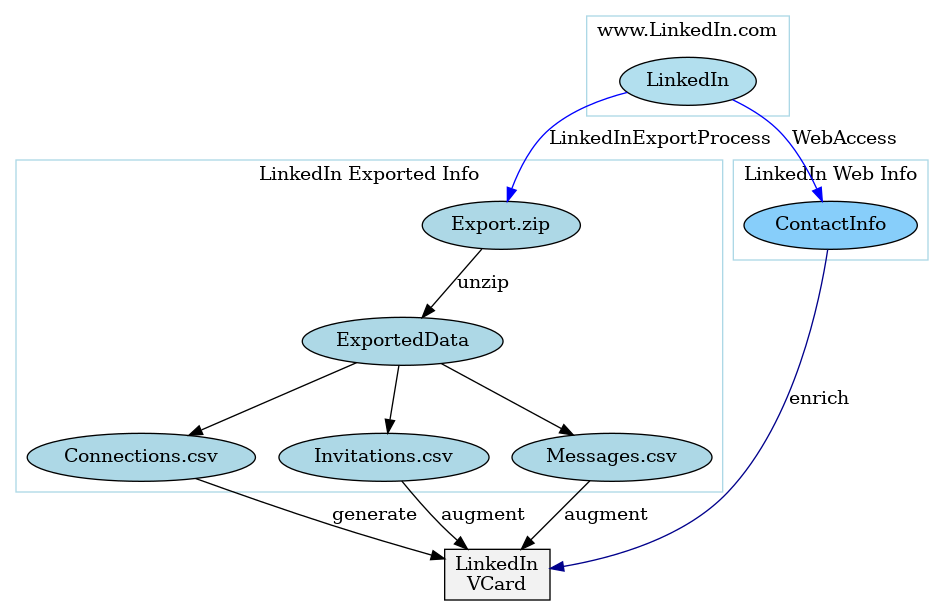 www.LinkedIn.com
LinkedIn
LinkedInExportProcess
WebAccess
LinkedIn Exported Info
LinkedIn Web Info
Export.zip
ContactInfo
unzip
ExportedData
enrich
Connections.csv
Invitations.csv
Messages.csv
generate
augment
augment
LinkedIn
VCard